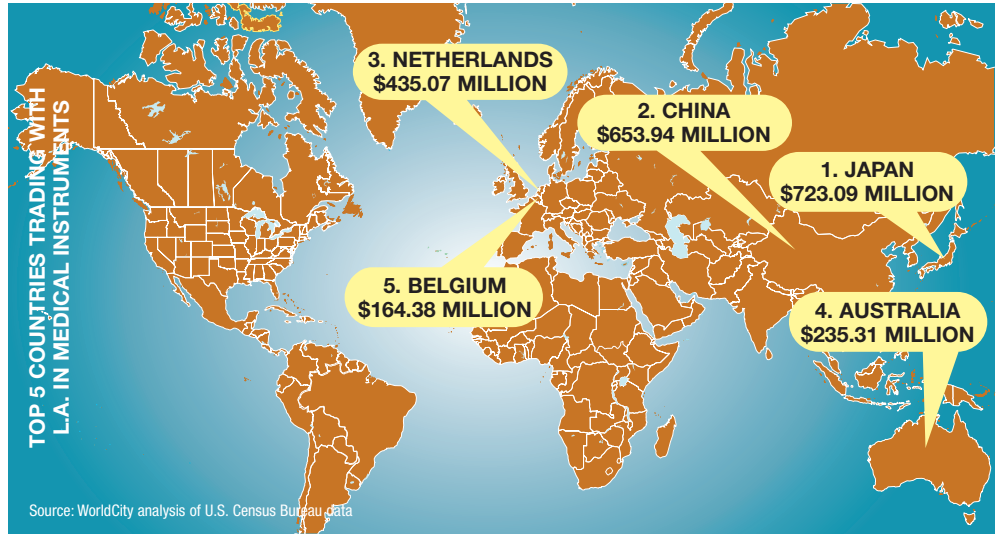 TOP 5 COUNTRIES TRADING WITH
L.A. IN MEDICAL INSTRUMENTS
3. NETHERLANDS
$435.07 MILLION
2. CHINA
$653.94 MILLION
1. JAPAN
$723.09 MILLION
5. BELGIUM
$164.38 MILLION
4. AUSTRALIA
$235.31 MILLION
Source: WorldCity analysis of U.S. Census Bureau data